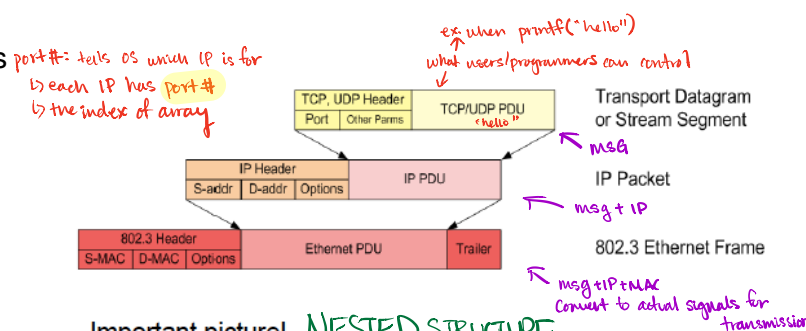 s port#: tells OS which IP is for
↳ each IP has port#
↳ the index of array
ex. when printf("hello")
what users/programmers can control
TCP, UDP Header
Port
Other Parms
TCP/UDP PDU
"hello"
Transport Datagram
or Stream Segment
MSG
IP Header
S-addr
D-addr
Options
IP PDU
IP Packet
msg + IP
802.3 Header
S-MAC
D-MAC
Options
Ethernet PDU
Trailer
802.3 Ethernet Frame
msg+IP+MAC
Convert to actual signals for
transmission
Important picture! NESTED STRUCTURE